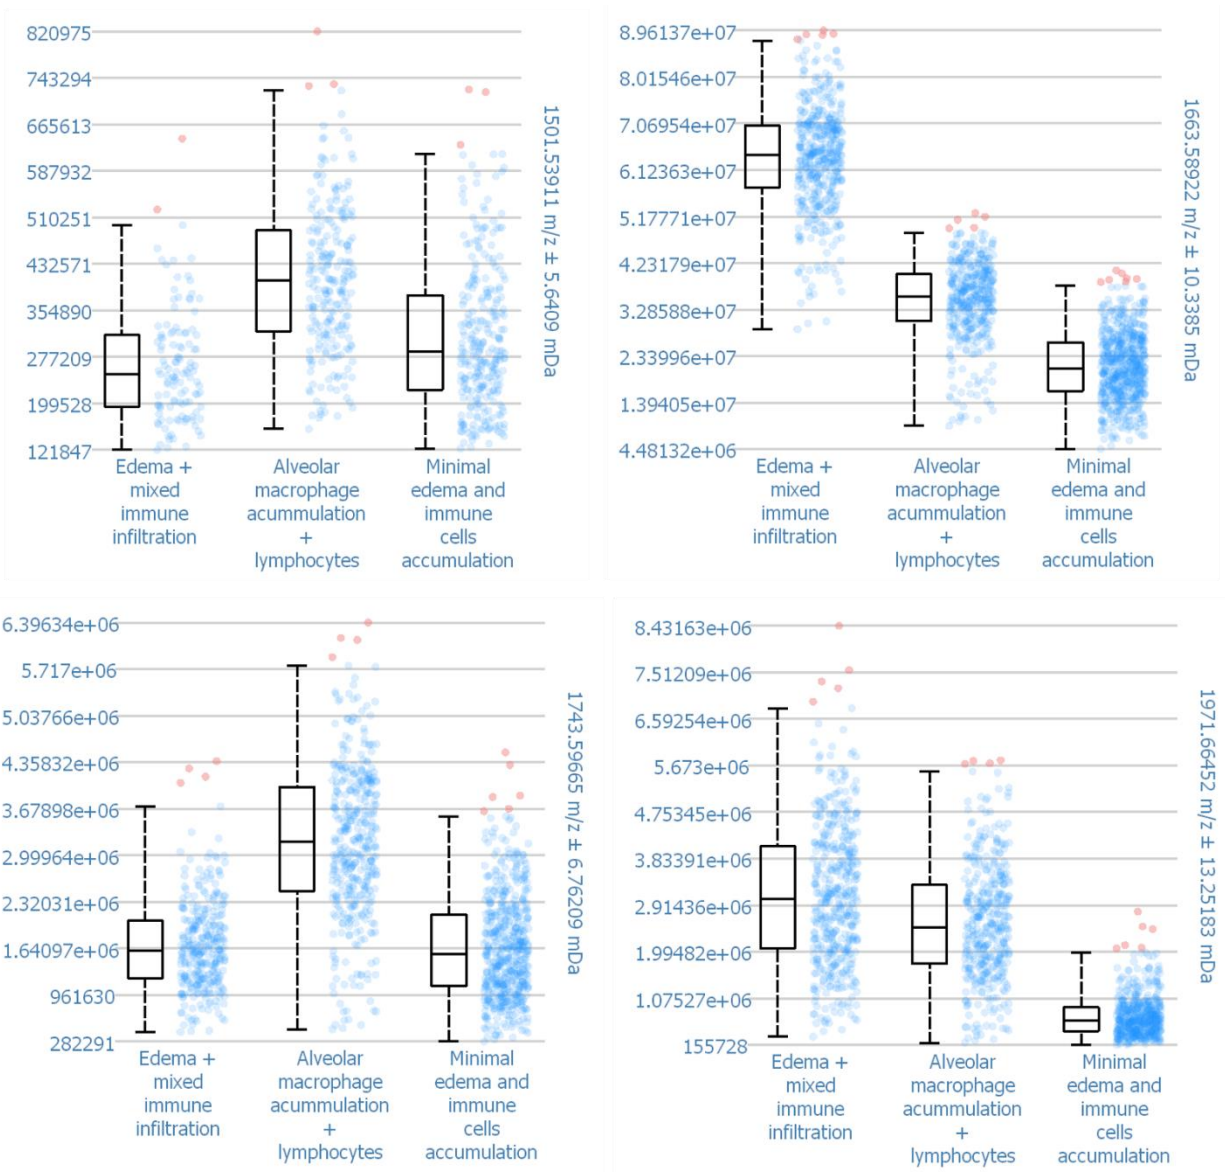 820975
743294
665613
587932
510251
432571
354890
277209
199528
121847
Edema +
mixed
immune
infiltration
Alveolar
macrophage
acummulation
+
lymphocytes
Minimal
edema and
immune
cells
accumulation
1501.53911 m/z ± 5.6409 mDa
8.96137e+07
8.01546e+07
7.06954e+07
6.12363e+07
5.17771e+07
4.23179e+07
3.28588e+07
2.33996e+07
1.39405e+07
4.48132e+06
Edema +
mixed
immune
infiltration
Alveolar
macrophage
acummulation
+
lymphocytes
Minimal
edema and
immune
cells
accumulation
1663.58922 m/z ± 10.3385 mDa
6.39634e+06
5.717e+06
5.03766e+06
4.35832e+06
3.67898e+06
2.99964e+06
2.32031e+06
1.64097e+06
961630
282291
Edema +
mixed
immune
infiltration
Alveolar
macrophage
acummulation
+
lymphocytes
Minimal
edema and
immune
cells
accumulation
1743.59665 m/z ± 6.76209 mDa
8.43163e+06
7.51209e+06
6.59254e+06
5.673e+06
4.75345e+06
3.83391e+06
2.91436e+06
1.99482e+06
1.07527e+06
155728
Edema +
mixed
immune
infiltration
Alveolar
macrophage
acummulation
+
lymphocytes
Minimal
edema and
immune
cells
accumulation
1971.66452 m/z ± 13.25183 mDa